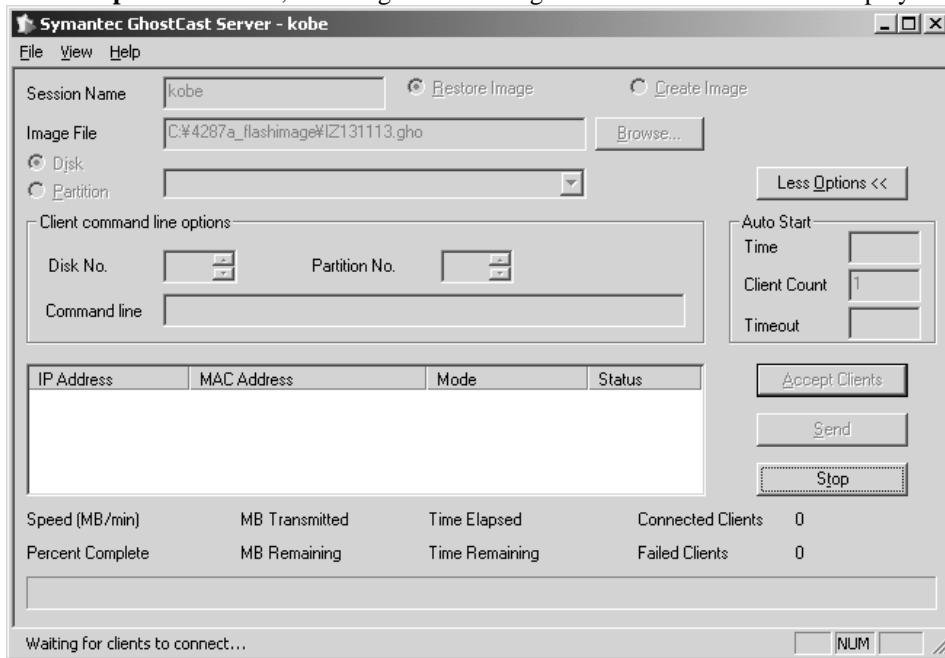 Symantec GhostCast Server - kobe
File View Help
Session Name kobe Restore Image Create Image
Image File C:¥4287a_flashimage¥IZ131113.gho Browse...
Disk
Partition Less Options <<
Client command line options Auto Start
Time
Disk No. Partition No.
Client Count 1
Command line
Timeout
IP Address MAC Address Mode Status
Accept Clients
Send
Stop
Speed (MB/min) MB Transmitted Time Elapsed Connected Clients 0
Percent Complete MB Remaining Time Remaining Failed Clients 0
Waiting for clients to connect... NUM